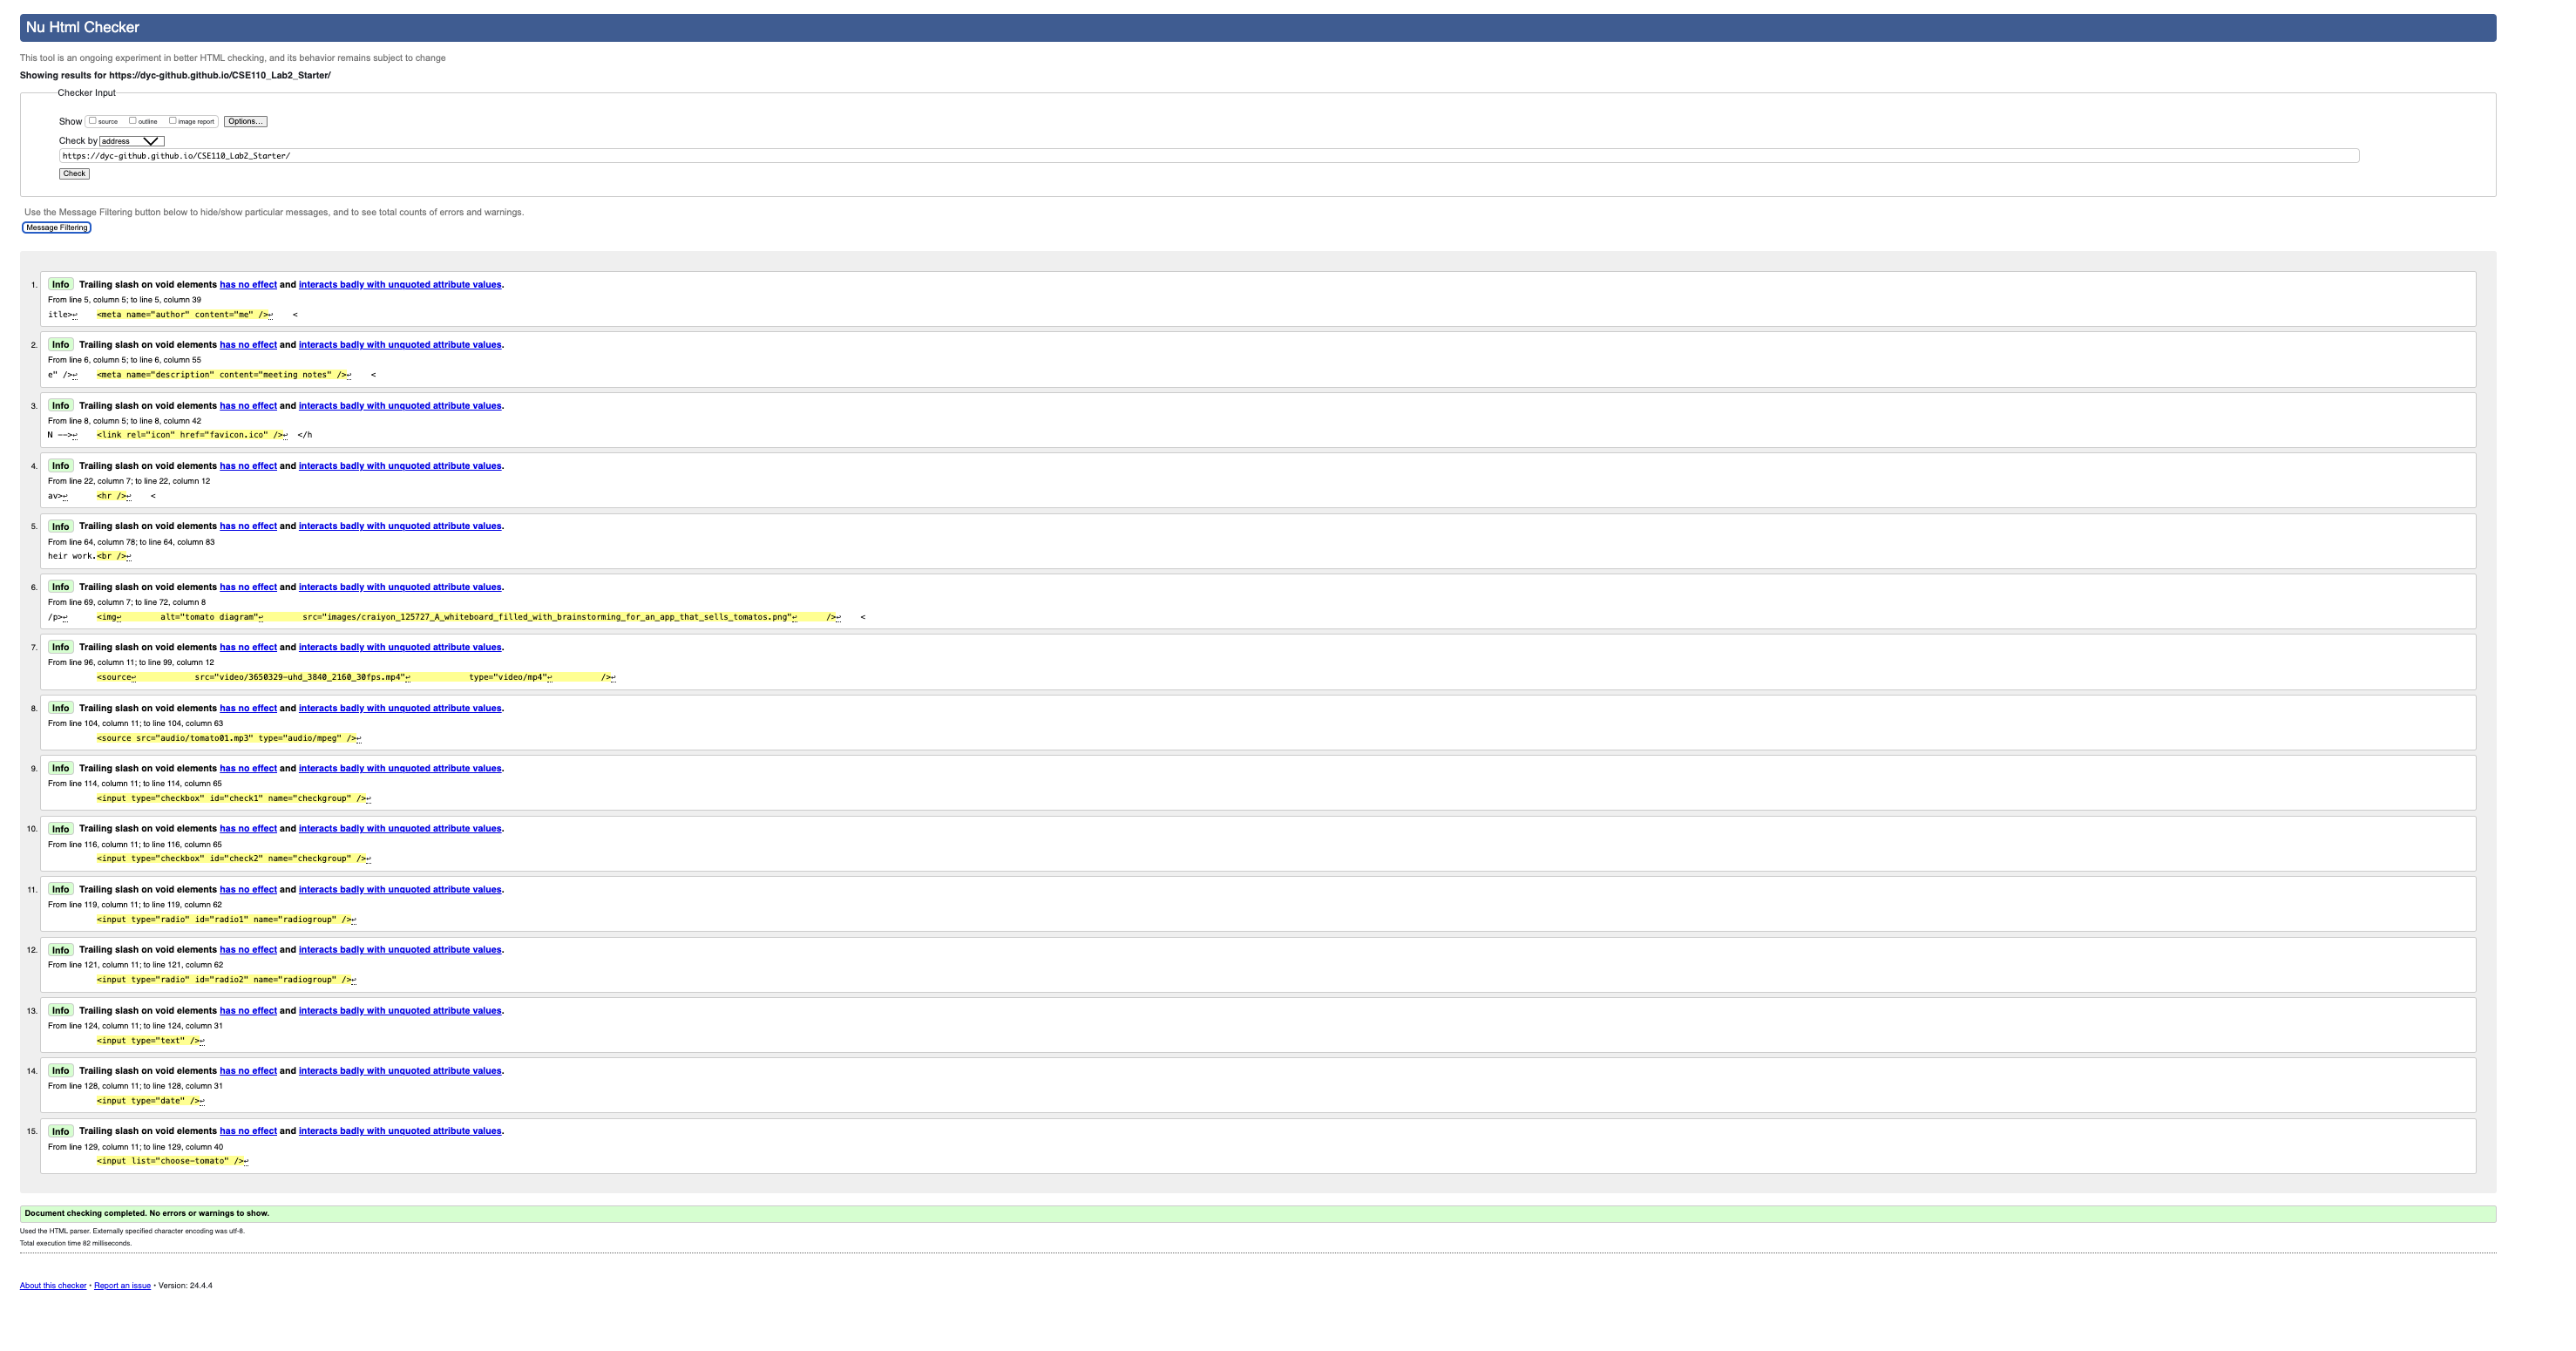 Nu Html Checker
This tool is an ongoing experiment in better HTML checking, and its behavior remains subject to change
Showing results for https://dyc-github.github.io/CSE110_Lab2_Starter/
Checker Input
Show source outline image report Options...
Check by address
https://dyc-github.github.io/CSE110_Lab2_Starter/
Check
Use the Message Filtering button below to hide/show particular messages, and to see total counts of errors and warnings.
Message Filtering
1. Info Trailing slash on void elements has no effect and interacts badly with unquoted attribute values.
From line 5, column 5; to line 5, column 39
itle>↩ <meta name="author" content="me" />↩ <
2. Info Trailing slash on void elements has no effect and interacts badly with unquoted attribute values.
From line 6, column 5; to line 6, column 55
e" />↩ <meta name="description" content="meeting notes" />↩ <
3. Info Trailing slash on void elements has no effect and interacts badly with unquoted attribute values.
From line 8, column 5; to line 8, column 42
N -->↩ <link rel="icon" href="favicon.ico" />↩ </h
4. Info Trailing slash on void elements has no effect and interacts badly with unquoted attribute values.
From line 22, column 7; to line 22, column 12
av>↩ <hr />↩ <
5. Info Trailing slash on void elements has no effect and interacts badly with unquoted attribute values.
From line 64, column 78; to line 64, column 83
heir work.<br />↩
6. Info Trailing slash on void elements has no effect and interacts badly with unquoted attribute values.
From line 69, column 7; to line 72, column 8
/p>↩ <img↩ alt="tomato diagram"↩ src="images/craiyon_125727_A_whiteboard_filled_with_brainstorming_for_an_app_that_sells_tomatos.png"↩ />↩ <
7. Info Trailing slash on void elements has no effect and interacts badly with unquoted attribute values.
From line 96, column 11; to line 99, column 12
<source↩ src="video/3650329-uhd_3840_2160_30fps.mp4"↩ type="video/mp4"↩ />↩
8. Info Trailing slash on void elements has no effect and interacts badly with unquoted attribute values.
From line 104, column 11; to line 104, column 63
<source src="audio/tomato01.mp3" type="audio/mpeg" />↩
9. Info Trailing slash on void elements has no effect and interacts badly with unquoted attribute values.
From line 114, column 11; to line 114, column 65
<input type="checkbox" id="check1" name="checkgroup" />↩
10. Info Trailing slash on void elements has no effect and interacts badly with unquoted attribute values.
From line 116, column 11; to line 116, column 65
<input type="checkbox" id="check2" name="checkgroup" />↩
11. Info Trailing slash on void elements has no effect and interacts badly with unquoted attribute values.
From line 119, column 11; to line 119, column 62
<input type="radio" id="radio1" name="radiogroup" />↩
12. Info Trailing slash on void elements has no effect and interacts badly with unquoted attribute values.
From line 121, column 11; to line 121, column 62
<input type="radio" id="radio2" name="radiogroup" />↩
13. Info Trailing slash on void elements has no effect and interacts badly with unquoted attribute values.
From line 124, column 11; to line 124, column 31
<input type="text" />↩
14. Info Trailing slash on void elements has no effect and interacts badly with unquoted attribute values.
From line 128, column 11; to line 128, column 31
<input type="date" />↩
15. Info Trailing slash on void elements has no effect and interacts badly with unquoted attribute values.
From line 129, column 11; to line 129, column 40
<input list="choose-tomato" />↩
Document checking completed. No errors or warnings to show.
Used the HTML parser. Externally specified character encoding was utf-8.
Total execution time 82 milliseconds.
About this checker • Report an issue • Version: 24.4.4